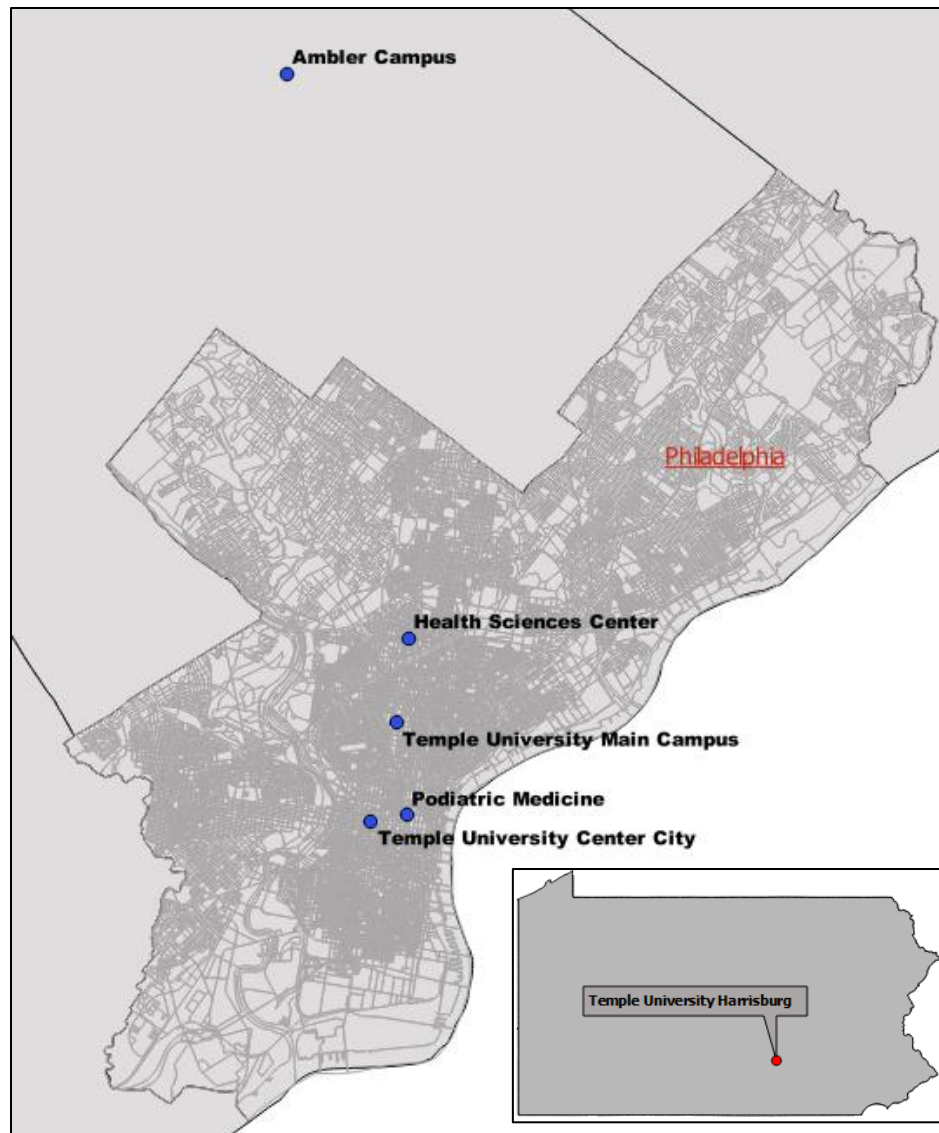 Ambler Campus
Philadelphia
Health Sciences Center
Temple University Main Campus
Podiatric Medicine
Temple University Center City
Temple University Harrisburg